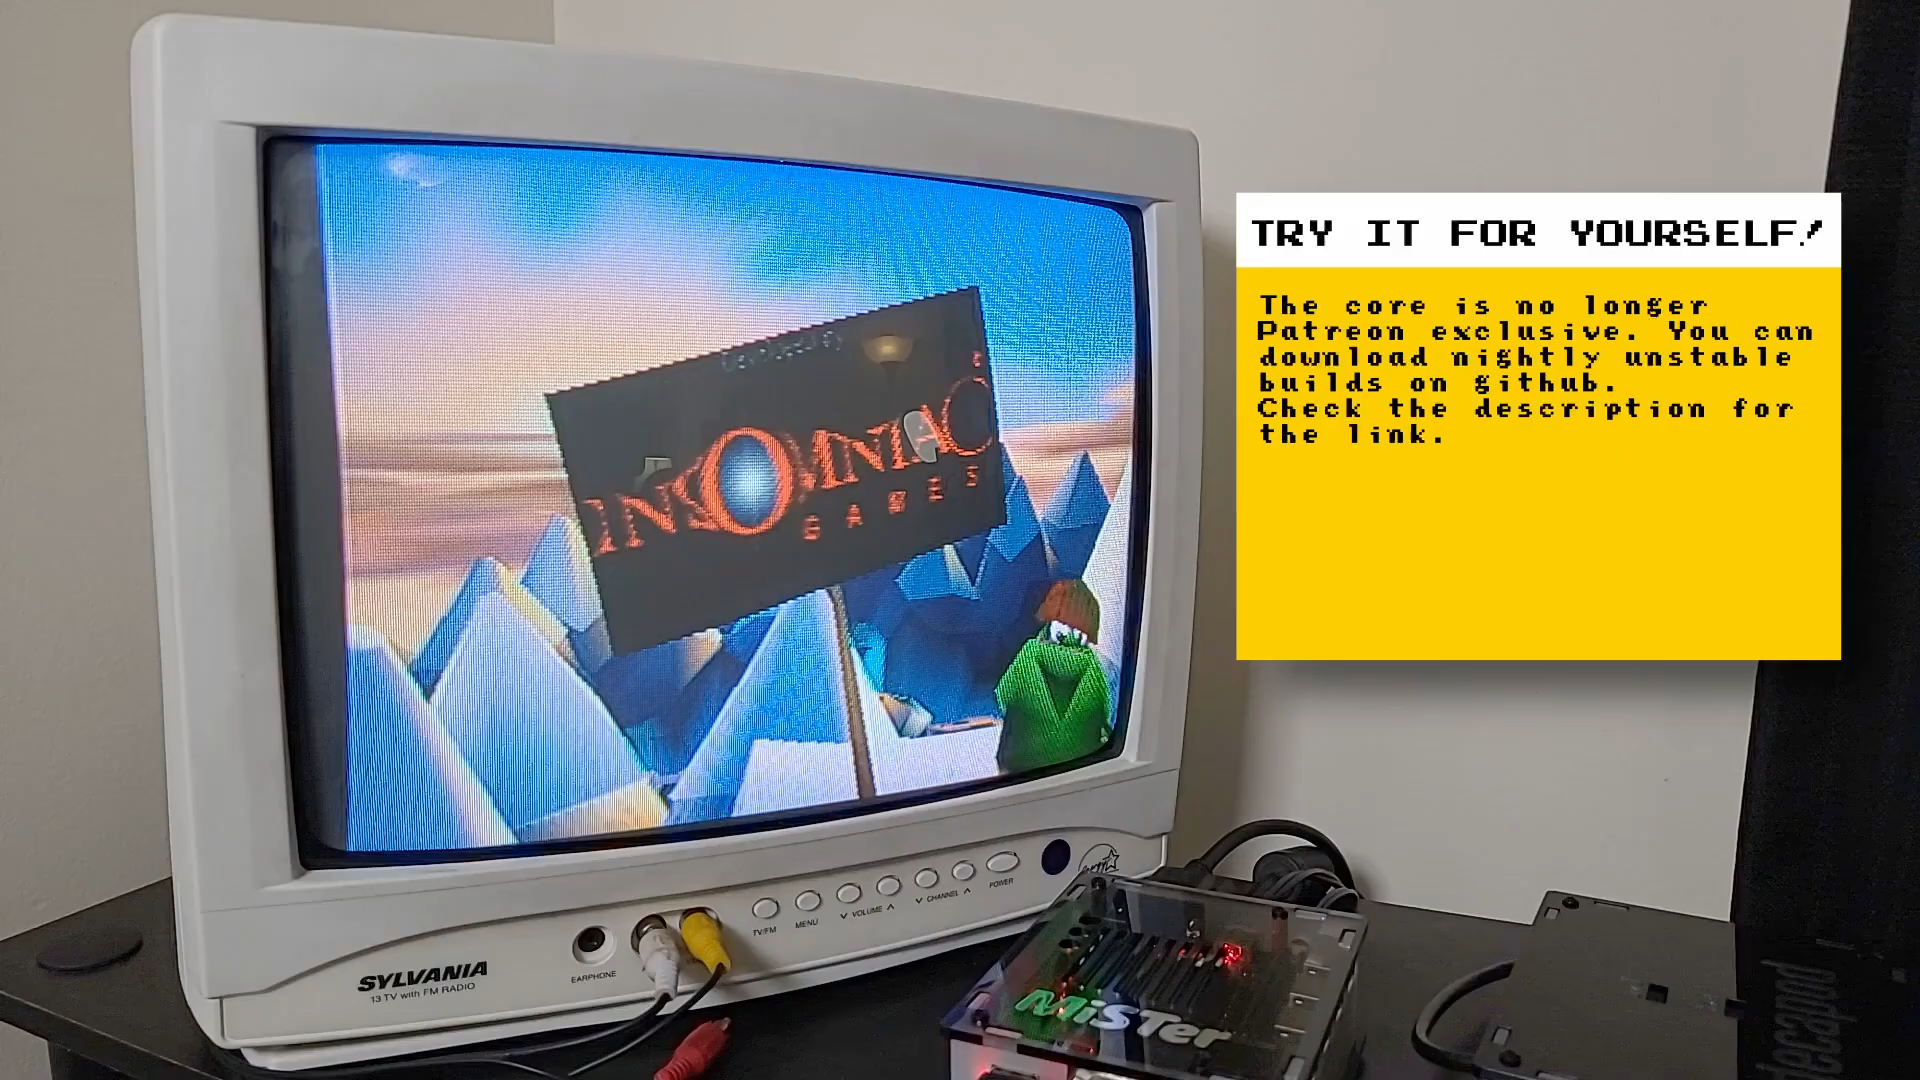 TRY IT FOR YOURSELF!
The core is no longer
Patreon exclusive. You can
download nightly unstable
builds on github.
Check the description for
the link.
INSOMNIAC
GAMES
SYLVANIA
13 TV with FM RADIO
EARPHONE
TV/FM
MENU
VOLUME
CHANNEL
POWER
MiSTer